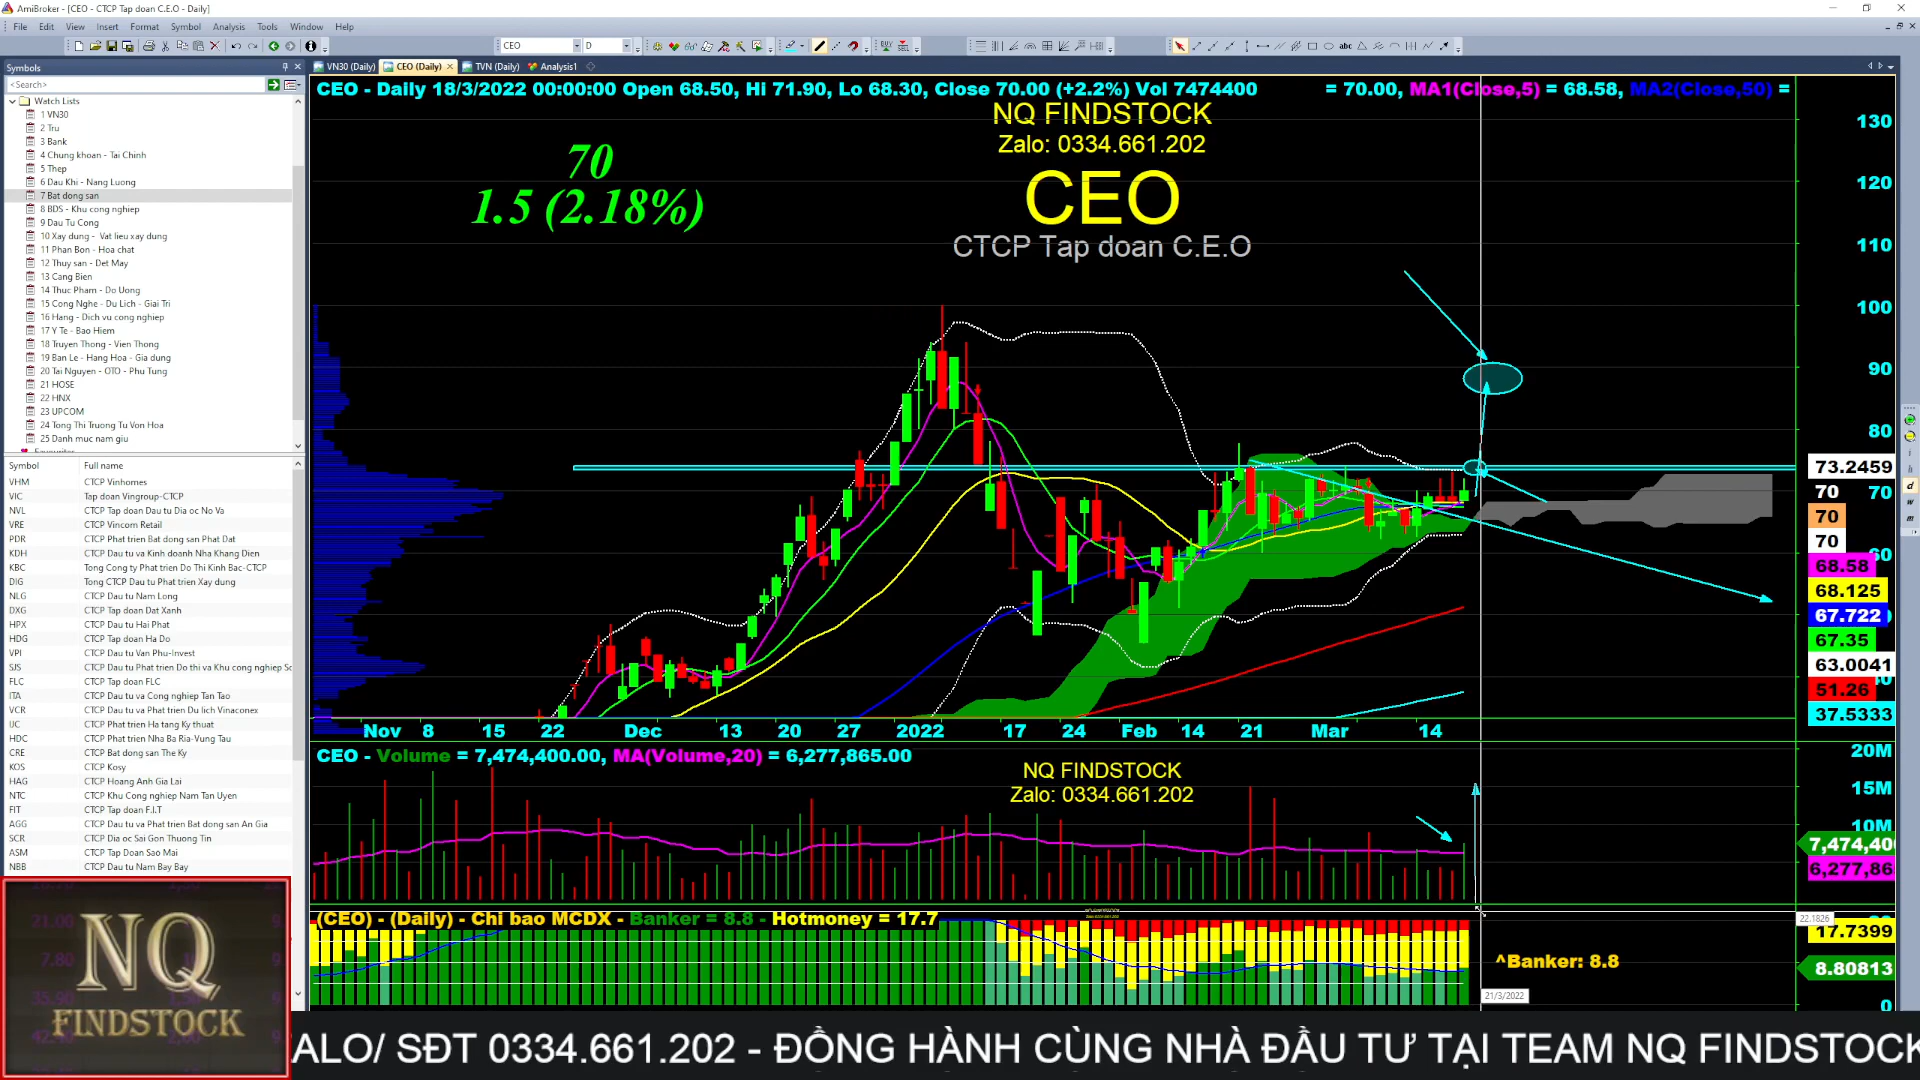 AmiBroker - [CEO - CTCP Tap doan C.E.O - Daily]
File Edit View Insert Format Symbol Analysis Tools Window Help
CEO D
Symbols
VN30 (Daily) CEO (Daily) TVN (Daily) Analysis1
<Search>
Watch Lists
1 VN30
2 Tru
3 Bank
4 Chung khoan - Tai Chinh
5 Thep
6 Dau Khi - Nang Luong
7 Bat dong san
8 BDS - Khu cong nghiep
9 Dau Tu Cong
10 Xay dung - Vat lieu xay dung
11 Phan Bon - Hoa chat
12 Thuy san - Det May
13 Cang Bien
14 Thuc Pham - Do Uong
15 Cong Nghe - Du Lich - Giai Tri
16 Hang - Dich vu cong nghiep
17 Y Te - Bao Hiem
18 Truyen Thong - Vien Thong
19 Ban Le - Hang Hoa - Gia dung
20 Tai Nguyen - OTO - Phu Tung
21 HOSE
22 HNX
23 UPCOM
24 Tong Thi Truong Tu Von Hoa
25 Danh muc nam giu
Symbol Full name
VHM CTCP Vinhomes
VIC Tap doan Vingroup-CTCP
NVL CTCP Tap doan Dau tu Dia oc No Va
VRE CTCP Vincom Retail
PDR CTCP Phat trien Bat dong san Phat Dat
KDH CTCP Dau tu va Kinh doanh Nha Khang Dien
KBC Tong Cong ty Phat trien Do Thi Kinh Bac-CTCP
DIG Tong CTCP Dau tu Phat trien Xay dung
NLG CTCP Dau tu Nam Long
DXG CTCP Tap doan Dat Xanh
HPX CTCP Dau tu Hai Phat
HDG CTCP Tap doan Ha Do
VPI CTCP Dau tu Van Phu-Invest
SJS CTCP Dau tu Phat trien Do thi va Khu cong nghiep So
FLC CTCP Tap doan FLC
ITA CTCP Dau tu va Cong nghiep Tan Tao
VCR CTCP Dau tu va Phat trien Du lich Vinaconex
IJC CTCP Phat trien Ha tang Ky thuat
HDC CTCP Phat trien Nha Ba Ria-Vung Tau
CRE CTCP Bat dong san The Ky
KOS CTCP Kosy
HAG CTCP Hoang Anh Gia Lai
NTC CTCP Khu Cong nghiep Nam Tan Uyen
FIT CTCP Tap doan F.I.T
AGG CTCP Dau tu va Phat trien Bat dong san An Gia
SCR CTCP Dia oc Sai Gon Thuong Tin
ASM CTCP Tap Doan Sao Mai
NBB CTCP Dau tu Nam Bay Bay
CEO - Daily 18/3/2022 00:00:00 Open 68.50, Hi 71.90, Lo 68.30, Close 70.00 (+2.2%) Vol 7474400 = 70.00, MA1(Close,5) = 68.58, MA2(Close,50) =
NQ FINDSTOCK
Zalo: 0334.661.202
CEO
CTCP Tap doan C.E.O
70
1.5 (2.18%)
130
120
110
100
90
80
73.2459
70
70
70
70
68.58
68.125
67.722
67.35
63.0041
51.26
37.5333
Nov 8 15 22 Dec 13 20 27 2022 17 24 Feb 14 21 Mar 14
CEO - Volume = 7,474,400.00, MA(Volume,20) = 6,277,865.00
NQ FINDSTOCK
Zalo: 0334.661.202
20M
15M
10M
7,474,40
6,277,86
(CEO) - (Daily) - Chi bao MCDX - Banker = 8.8 - Hotmoney = 17.7
^Banker: 8.8
22.1826
17.7399
8.80813
0
21/3/2022
NQ
FINDSTOCK
ALO/ SĐT 0334.661.202 - ĐỒNG HÀNH CÙNG NHÀ ĐẦU TƯ TẠI TEAM NQ FINDSTOCK